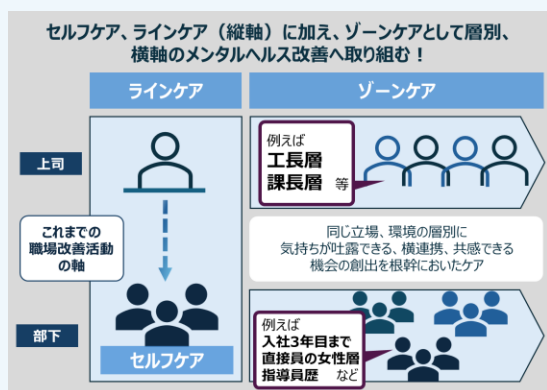 セルフケア、ラインケア（縦軸）に加え、ゾーンケアとして層別、
横軸のメンタルヘルス改善へ取り組む！
ラインケア
ゾーンケア
上司
例えば
工長層
課長層 等
これまでの
職場改善活動
の軸
同じ立場、環境の層別に
気持ちが吐露できる、横連携、共感できる
機会の創出を根幹においたケア
部下
セルフケア
例えば
入社3年目まで
直接員の女性層
指導員歴 など